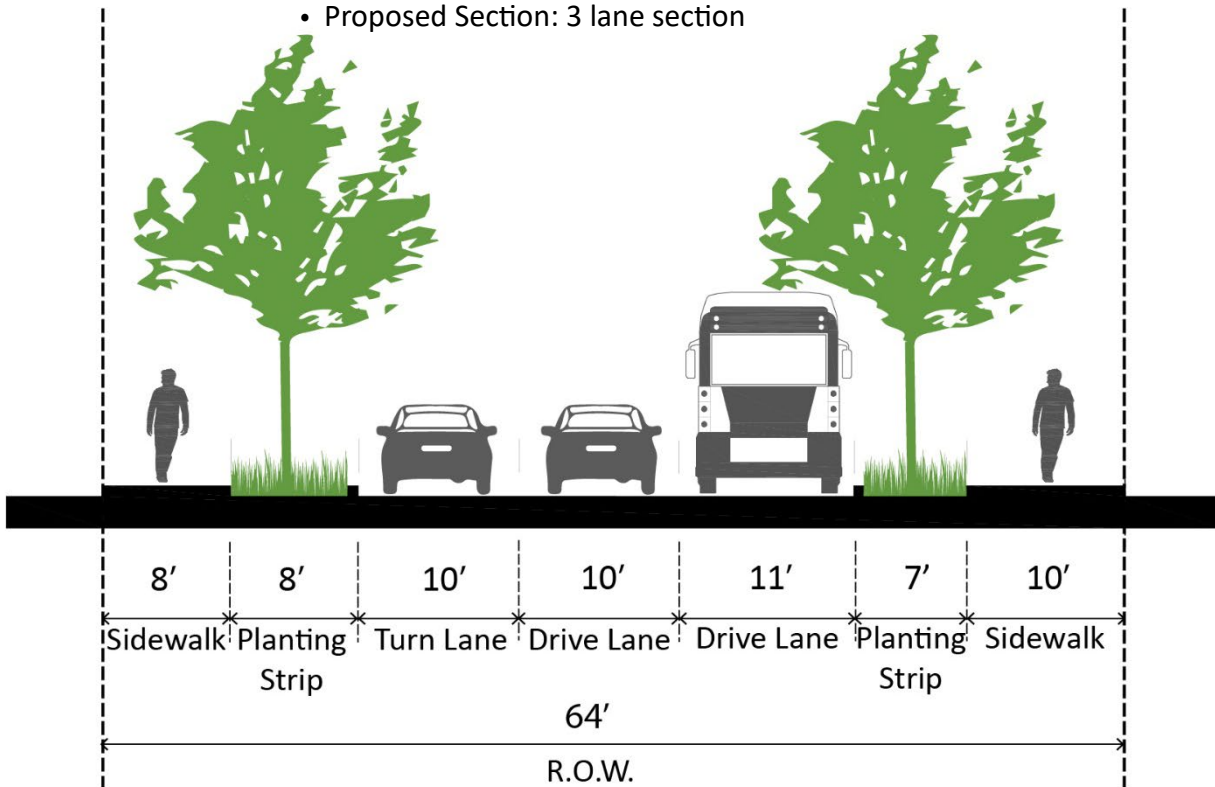 • Proposed Section: 3 lane section
8′ 8′ 10′ 10′ 11′ 7′ 10′
Sidewalk Planting Turn Lane Drive Lane Drive Lane Planting Sidewalk
Strip Strip
64′
R.O.W.